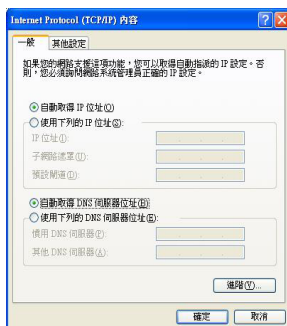 Internet Protocol (TCP/IP) 內容
一般
其他設定
如果您的網路支援這項功能，您可以取得自動指派的 IP 設定。否
則，您必須詢問網路系統管理員正確的 IP 設定。
自動取得 IP 位址(O)
使用下列的 IP 位址(S):
IP 位址(I):
子網路遮罩(U):
預設閘道(D):
自動取得 DNS 伺服器位址(B)
使用下列的 DNS 伺服器位址(E):
慣用 DNS 伺服器(P):
其他 DNS 伺服器(A):
進階(V)...
確定
取消